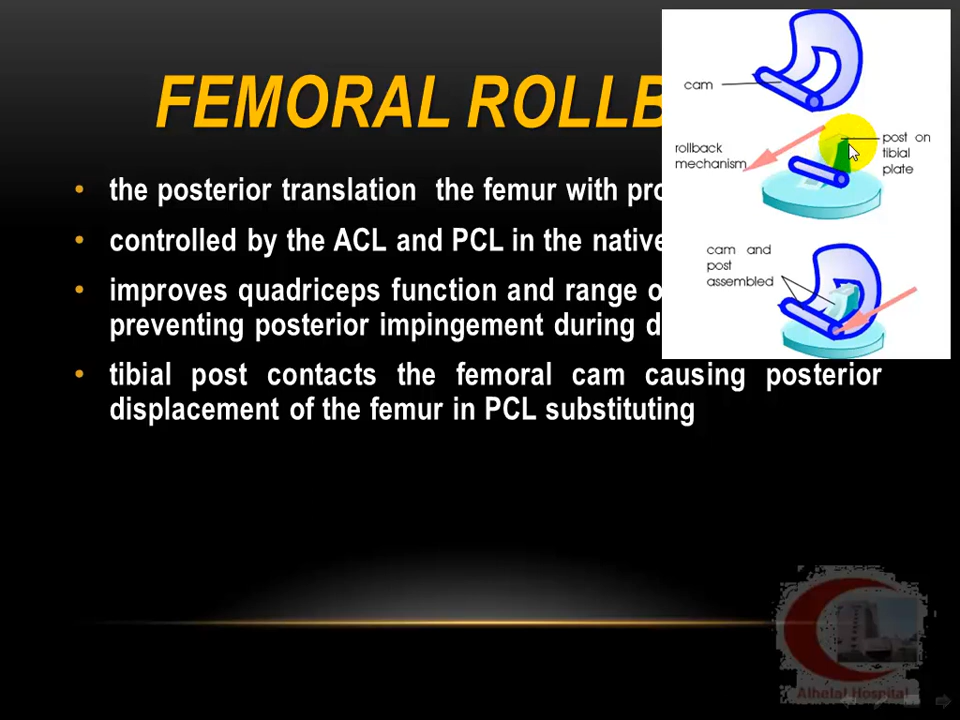 FEMORAL ROLLB
• the posterior translation the femur with pro
• controlled by the ACL and PCL in the native
• improves quadriceps function and range o
preventing posterior impingement during d
• tibial post contacts the femoral cam causing posterior
displacement of the femur in PCL substituting
cam
rollback
mechanism
post on
tibial
plate
cam and
post
assembled
Alhelal Hospital